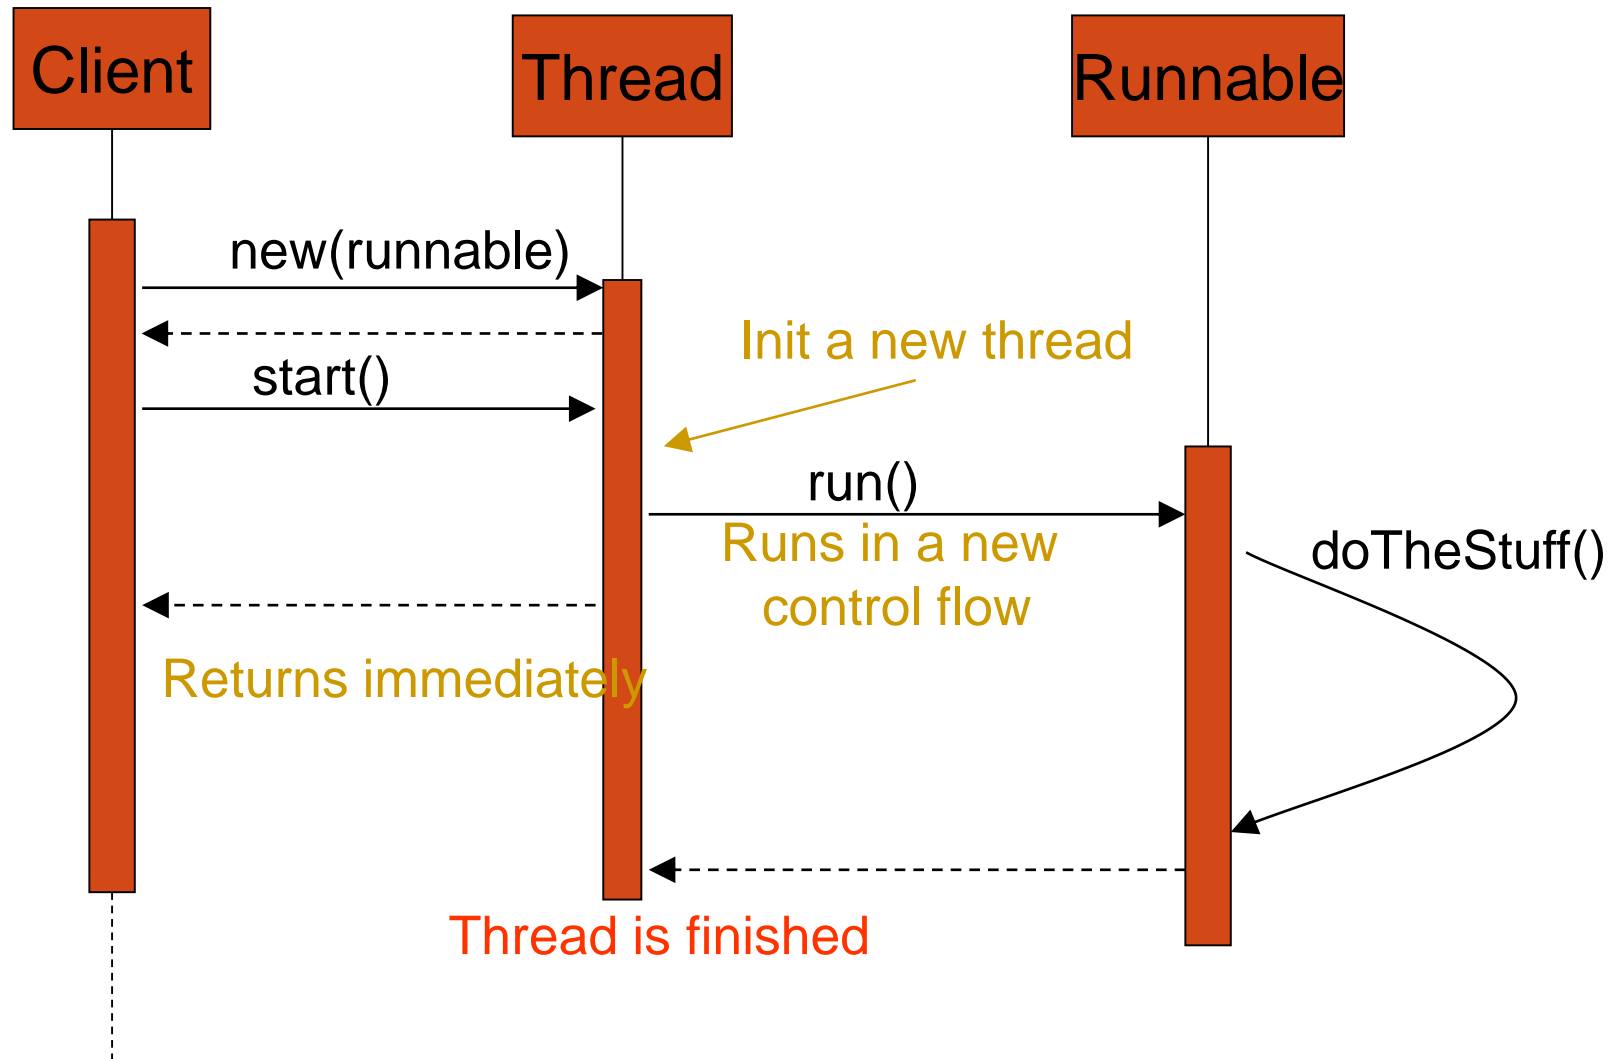 Client
Thread
Runnable
new(runnable)
Init a new thread
start()
run()
Runs in a new
control flow
doTheStuff()
Returns immediately
Thread is finished